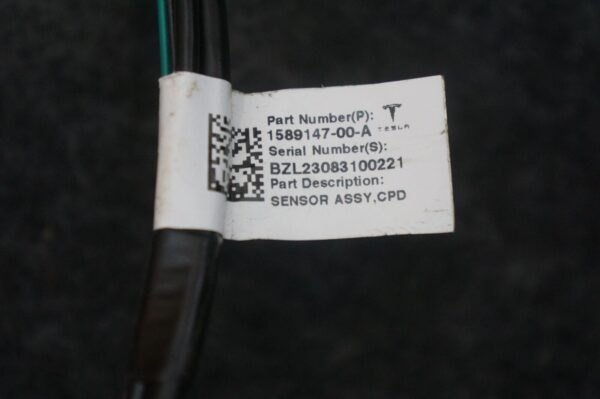 Part Number(P):
1589147-00-A TESLA
Serial Number(S):
BZL23083100221
Part Description:
SENSOR ASSY,CPD